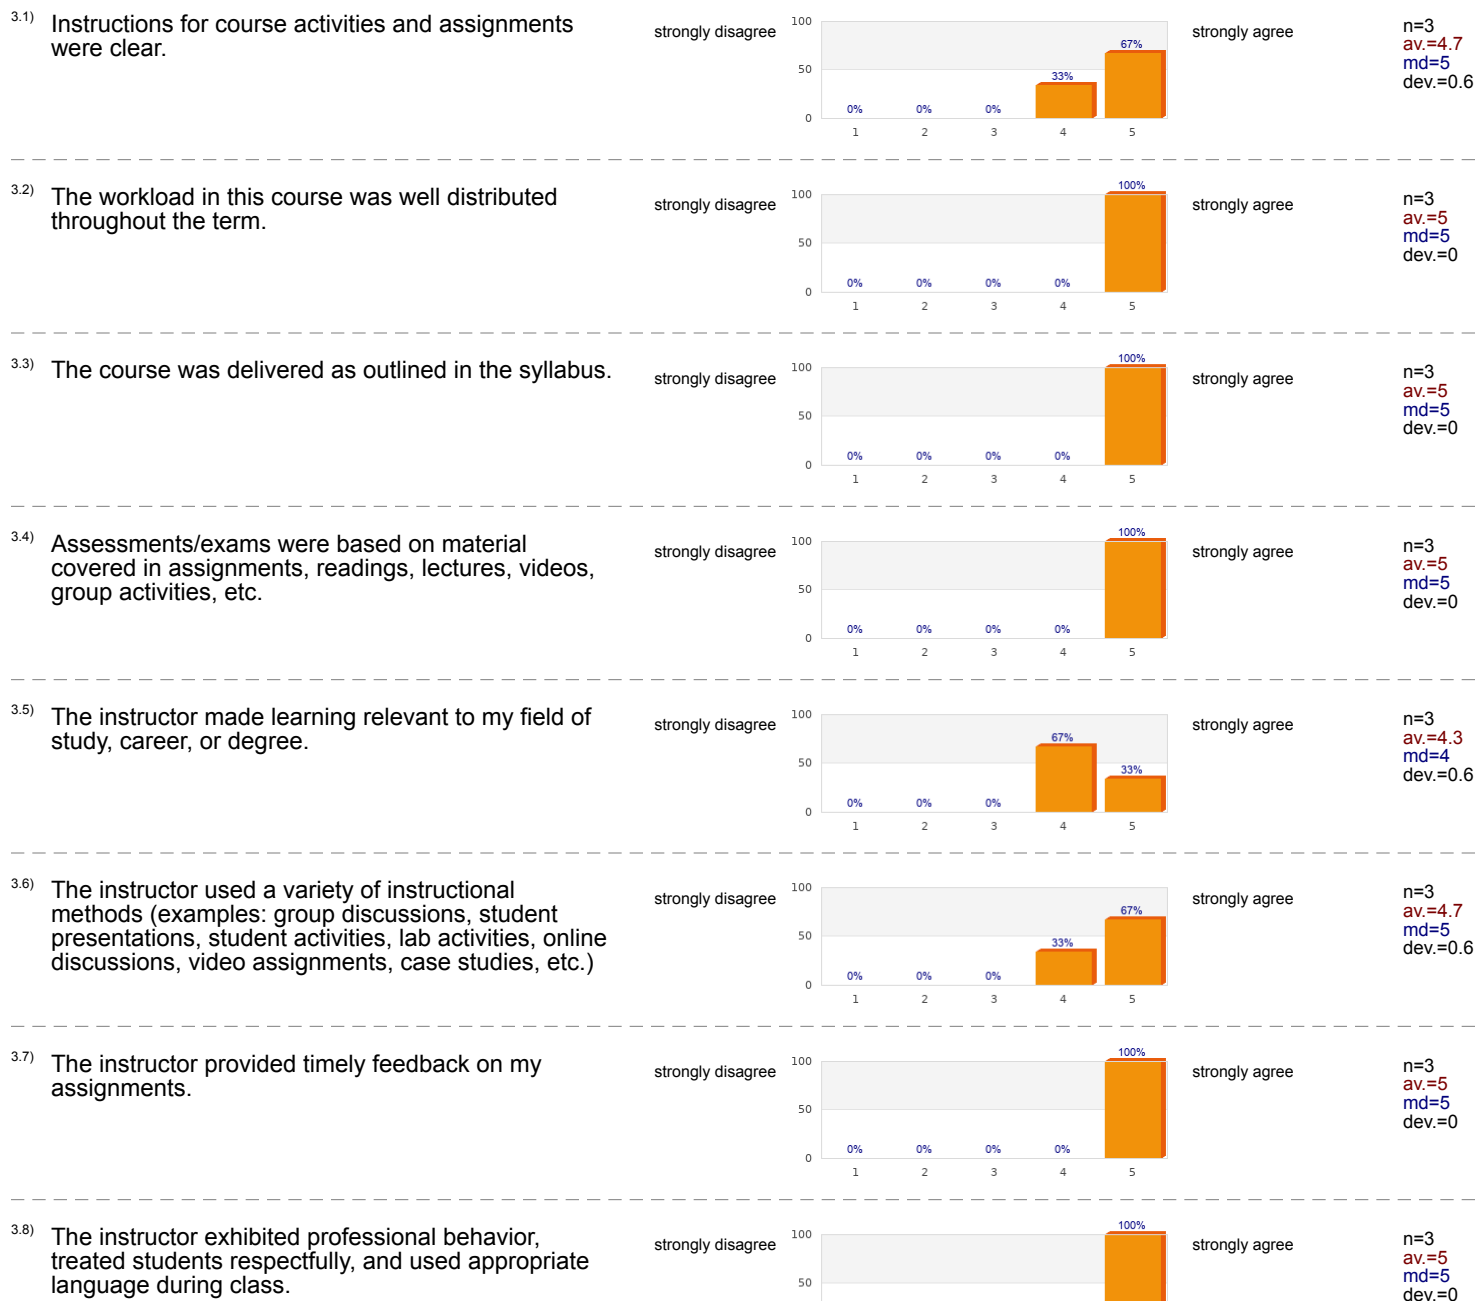 3.1) Instructions for course activities and assignments
were clear.
strongly disagree
100
50
0
0%
0%
0%
33%
67%
1
2
3
4
5
strongly agree
n=3
av.=4.7
md=5
dev.=0.6
3.2) The workload in this course was well distributed
throughout the term.
strongly disagree
100
50
0
0%
0%
0%
0%
100%
1
2
3
4
5
strongly agree
n=3
av.=5
md=5
dev.=0
3.3) The course was delivered as outlined in the syllabus.
strongly disagree
100
50
0
0%
0%
0%
0%
100%
1
2
3
4
5
strongly agree
n=3
av.=5
md=5
dev.=0
3.4) Assessments/exams were based on material
covered in assignments, readings, lectures, videos,
group activities, etc.
strongly disagree
100
50
0
0%
0%
0%
0%
100%
1
2
3
4
5
strongly agree
n=3
av.=5
md=5
dev.=0
3.5) The instructor made learning relevant to my field of
study, career, or degree.
strongly disagree
100
50
0
0%
0%
0%
67%
33%
1
2
3
4
5
strongly agree
n=3
av.=4.3
md=4
dev.=0.6
3.6) The instructor used a variety of instructional
methods (examples: group discussions, student
presentations, student activities, lab activities, online
discussions, video assignments, case studies, etc.)
strongly disagree
100
50
0
0%
0%
0%
33%
67%
1
2
3
4
5
strongly agree
n=3
av.=4.7
md=5
dev.=0.6
3.7) The instructor provided timely feedback on my
assignments.
strongly disagree
100
50
0
0%
0%
0%
0%
100%
1
2
3
4
5
strongly agree
n=3
av.=5
md=5
dev.=0
3.8) The instructor exhibited professional behavior,
treated students respectfully, and used appropriate
language during class.
strongly disagree
100
50
100%
strongly agree
n=3
av.=5
md=5
dev.=0